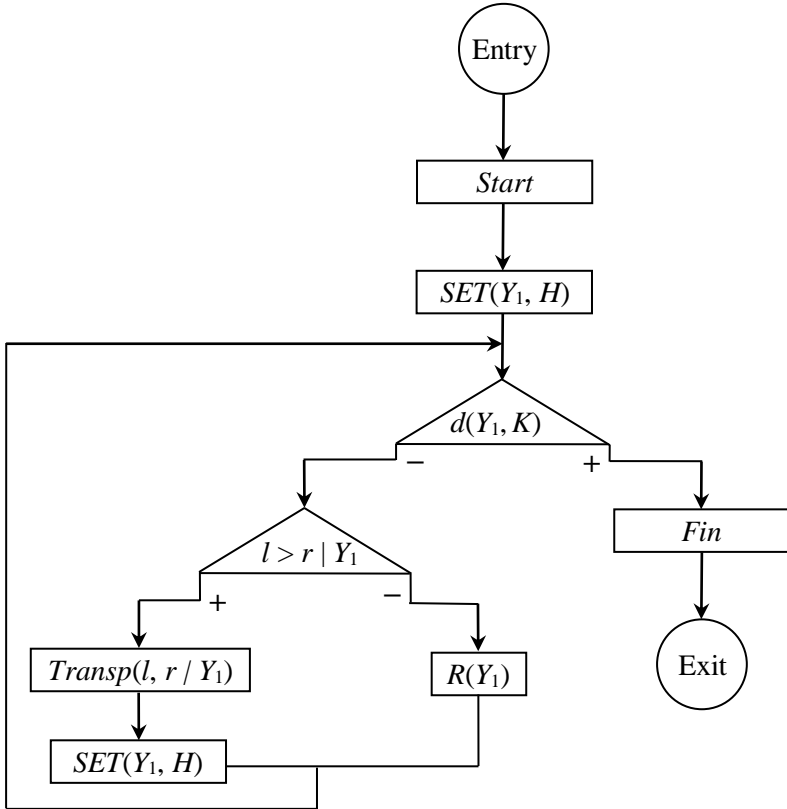 Entry
Start
SET(Y₁, H)
d(Y₁, K)
− +
l > r | Y₁
Fin
+ −
Transp(l, r / Y₁)
R(Y₁)
Exit
SET(Y₁, H)